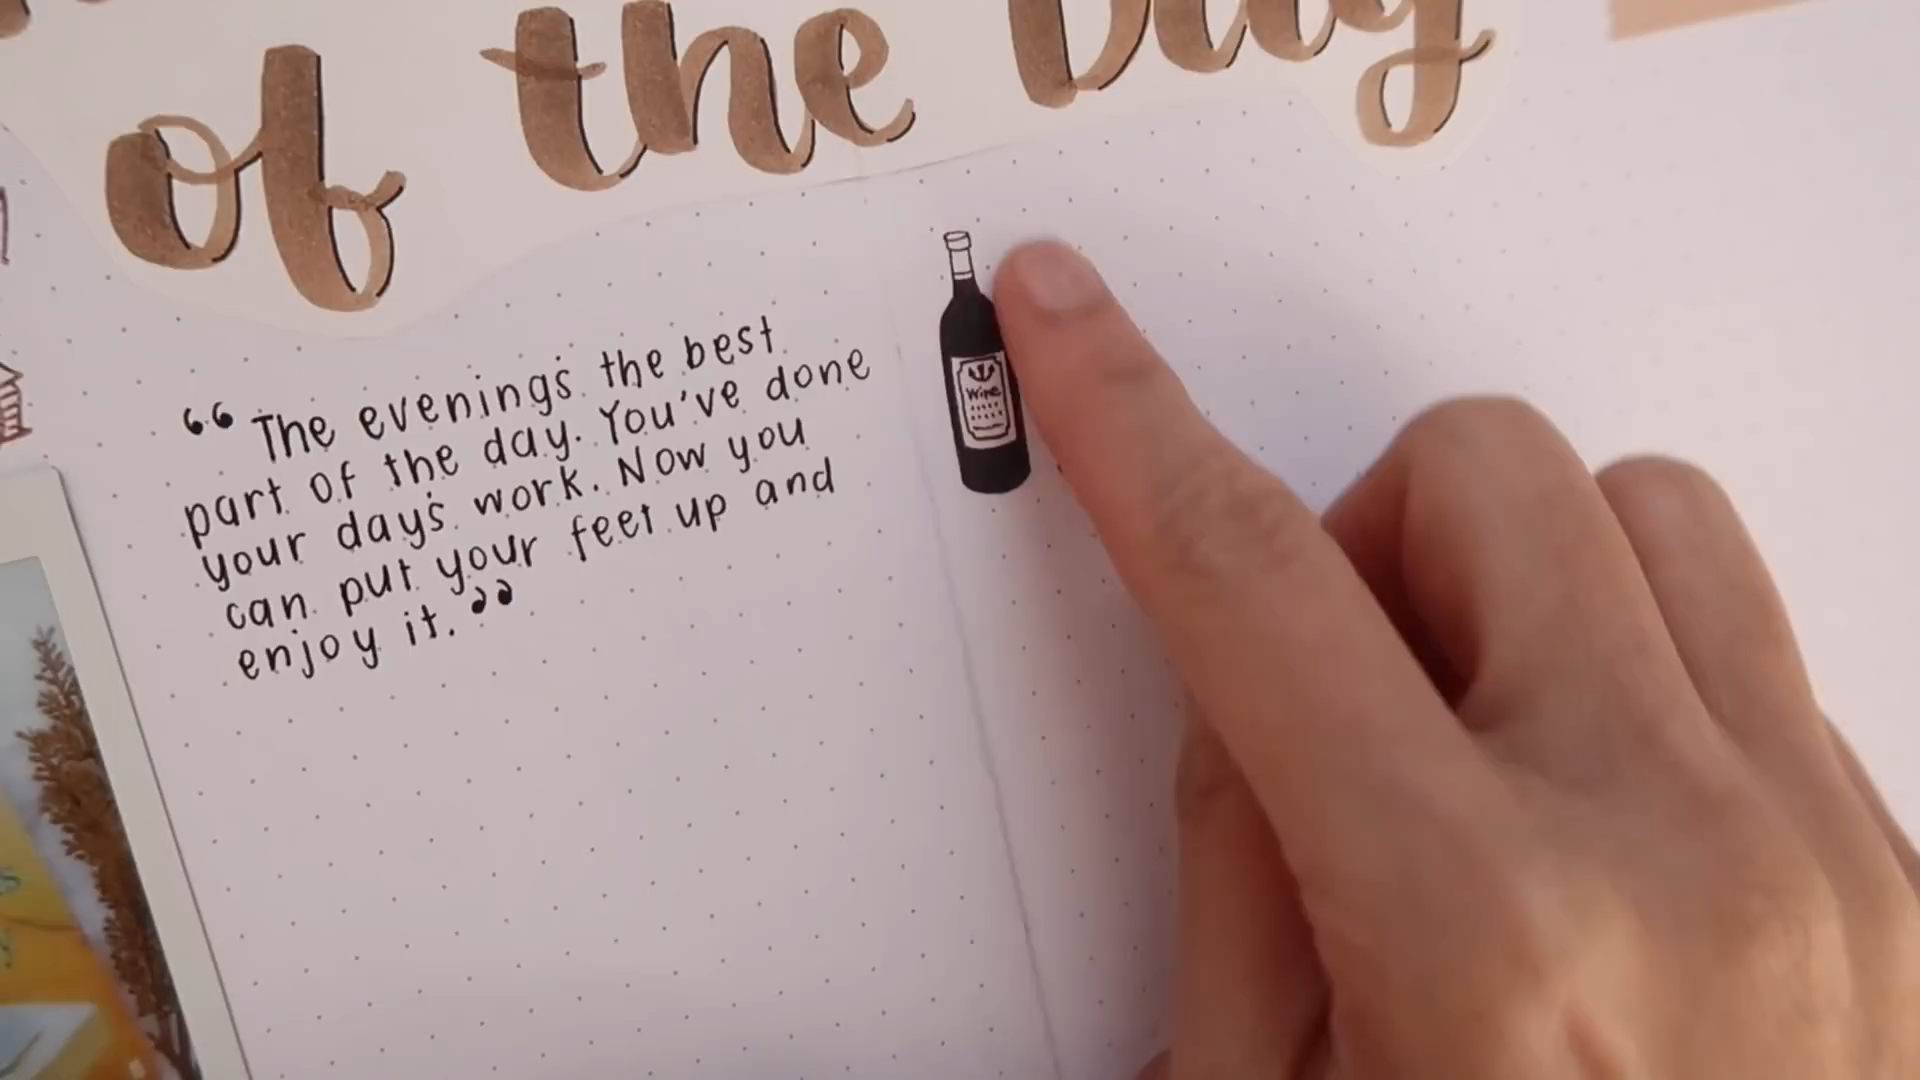 of the Day
“The evening's the best
part of the day. You've done
your day's work. Now you
can put your feet up and
enjoy it.”
Wine